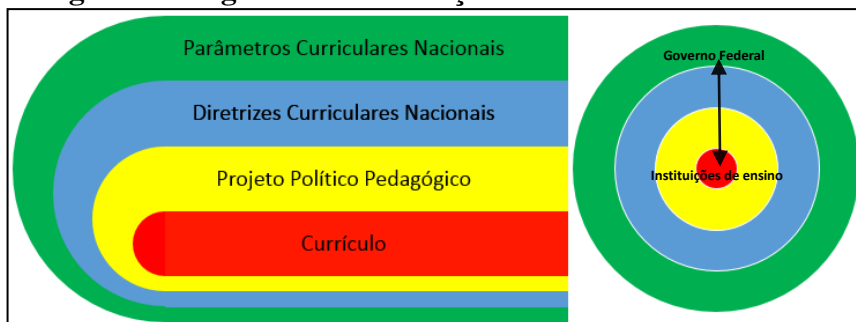 Parâmetros Curriculares Nacionais
Diretrizes Curriculares Nacionais
Projeto Político Pedagógico
Currículo
Governo Federal
Instituições de ensino